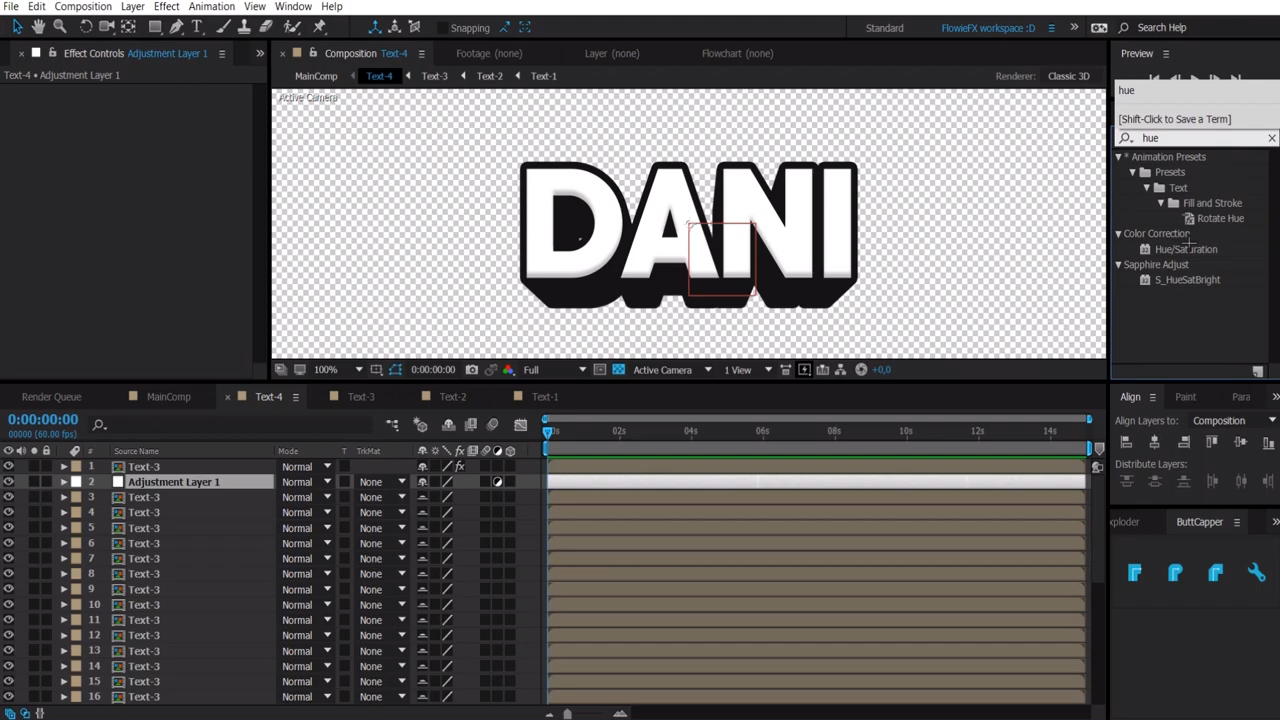 File Edit Composition Layer Effect Animation View Window Help
Snapping Standard FlowieFX workspace :D Search Help
Effect Controls Adjustment Layer 1 Composition Text-4 Footage (none) Layer (none) Flowchart (none) Preview
Text-4 • Adjustment Layer 1 MainComp Text-4 Text-3 Text-2 Text-1 Renderer: Classic 3D
Active Camera
hue
[Shift-Click to Save a Term]
hue
* Animation Presets
Presets
Text
Fill and Stroke
Rotate Hue
Color Correction
Hue/Saturation
Sapphire Adjust
S_HueSatBright
DANI
100% 0:00:00:00 Full Active Camera 1 View +0,0
Render Queue MainComp Text-4 Text-3 Text-2 Text-1 Align Paint Para
0:00:00:00
00000 (60.00 fps)
Align Layers to: Composition
0s 02s 04s 06s 08s 10s 12s 14s
# Source Name Mode T TrkMat
Distribute Layers:
1 Text-3 Normal
2 Adjustment Layer 1 Normal None
3 Text-3 Normal None
4 Text-3 Normal None
5 Text-3 Normal None
xploder ButtCapper
6 Text-3 Normal None
7 Text-3 Normal None
8 Text-3 Normal None
9 Text-3 Normal None
10 Text-3 Normal None
11 Text-3 Normal None
12 Text-3 Normal None
13 Text-3 Normal None
14 Text-3 Normal None
15 Text-3 Normal None
16 Text-3 Normal None